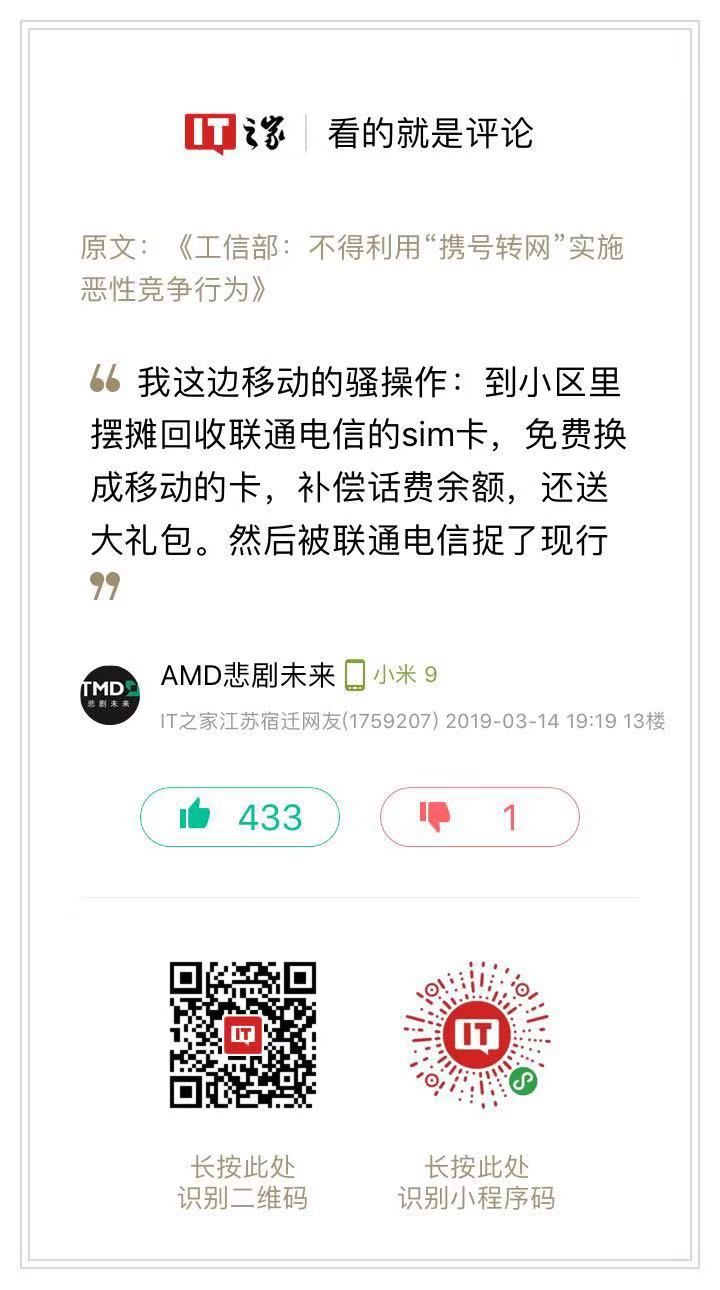 IT之家 | 看的就是评论
原文：《工信部：不得利用“携号转网”实施
恶性竞争行为》
“ 我这边移动的骚操作：到小区里
摆摊回收联通电信的sim卡，免费换
成移动的卡，补偿话费余额，还送
大礼包。然后被联通电信捉了现行
”
TMD
悲剧未来
AMD悲剧未来 小米 9
IT之家江苏宿迁网友(1759207) 2019-03-14 19:19 13楼
433 1
IT IT
长按此处 长按此处
识别二维码 识别小程序码